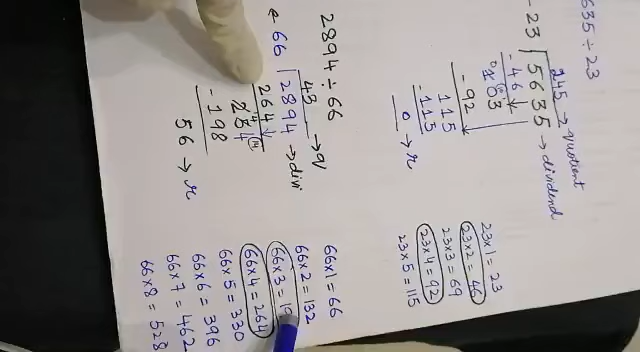 635 ÷ 23
245 → quotient
23 5635 → dividend
- 46
103
- 92
115
- 115
0 → r
23×1 = 23
23×2 = 46
23×3 = 69
23×4 = 92
23×5 = 115
2894 ÷ 66
43 → q
66 2894 → divi
264
254
- 198
56 → r
66×1 = 66
66×2 = 132
66×3 = 19
66×4 = 264
66×5 = 330
66×6 = 396
66×7 = 462
66×8 = 528